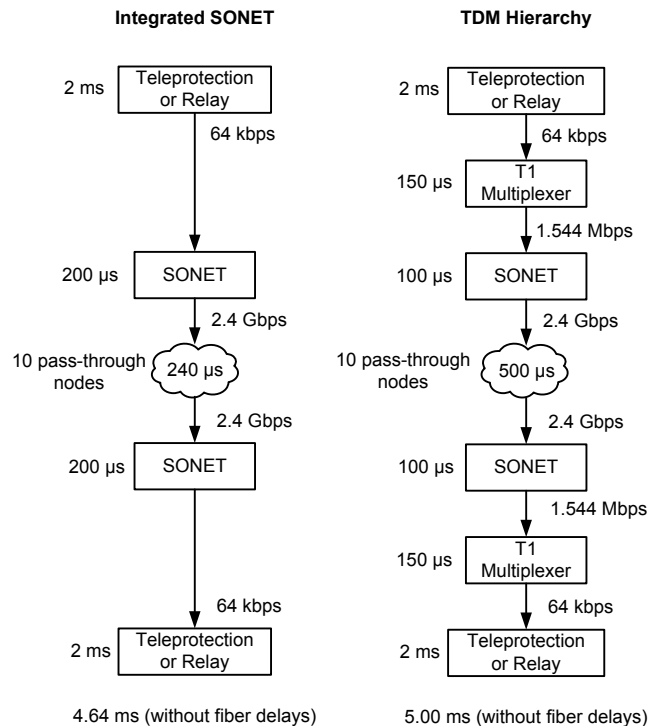 Integrated SONET
2 ms
Teleprotection
or Relay
64 kbps
200 µs
SONET
2.4 Gbps
10 pass-through
nodes
240 µs
2.4 Gbps
200 µs
SONET
64 kbps
2 ms
Teleprotection
or Relay
4.64 ms (without fiber delays)
TDM Hierarchy
2 ms
Teleprotection
or Relay
64 kbps
150 µs
T1
Multiplexer
1.544 Mbps
100 µs
SONET
2.4 Gbps
10 pass-through
nodes
500 µs
2.4 Gbps
100 µs
SONET
1.544 Mbps
150 µs
T1
Multiplexer
64 kbps
2 ms
Teleprotection
or Relay
5.00 ms (without fiber delays)